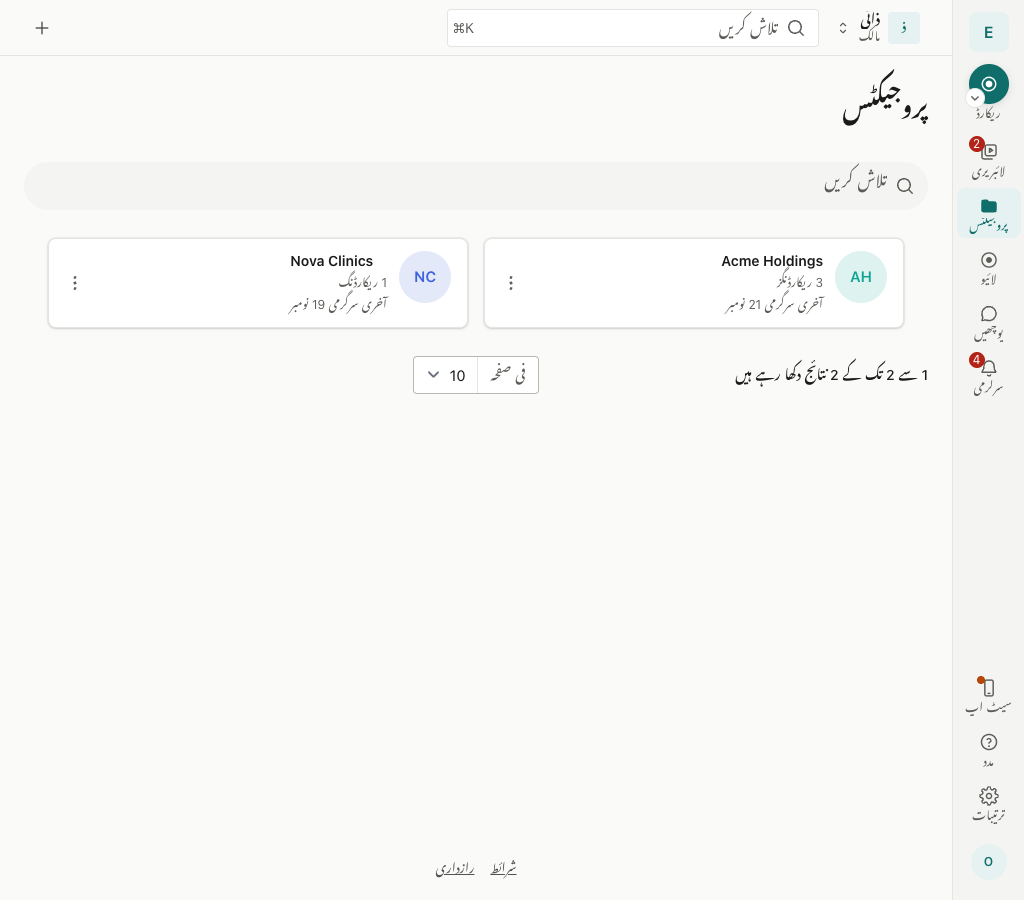 E
ریکارڈ
2
لائبریری
پروجیکٹس
لائیو
پوچھیں
4
سرگرمی
سیٹ اپ
مدد
ترتیبات
O
ذ
ذاتی
مالک
تلاش کریں
⌘K
پروجیکٹس
تلاش کریں
AH
Acme Holdings
3 ریکارڈنگز
آخری سرگرمی 21 نومبر
NC
Nova Clinics
1 ریکارڈنگ
آخری سرگرمی 19 نومبر
1 سے 2 تک کے 2 نتائج دکھا رہے ہیں
فی صفحہ
10
شرائط
رازداری